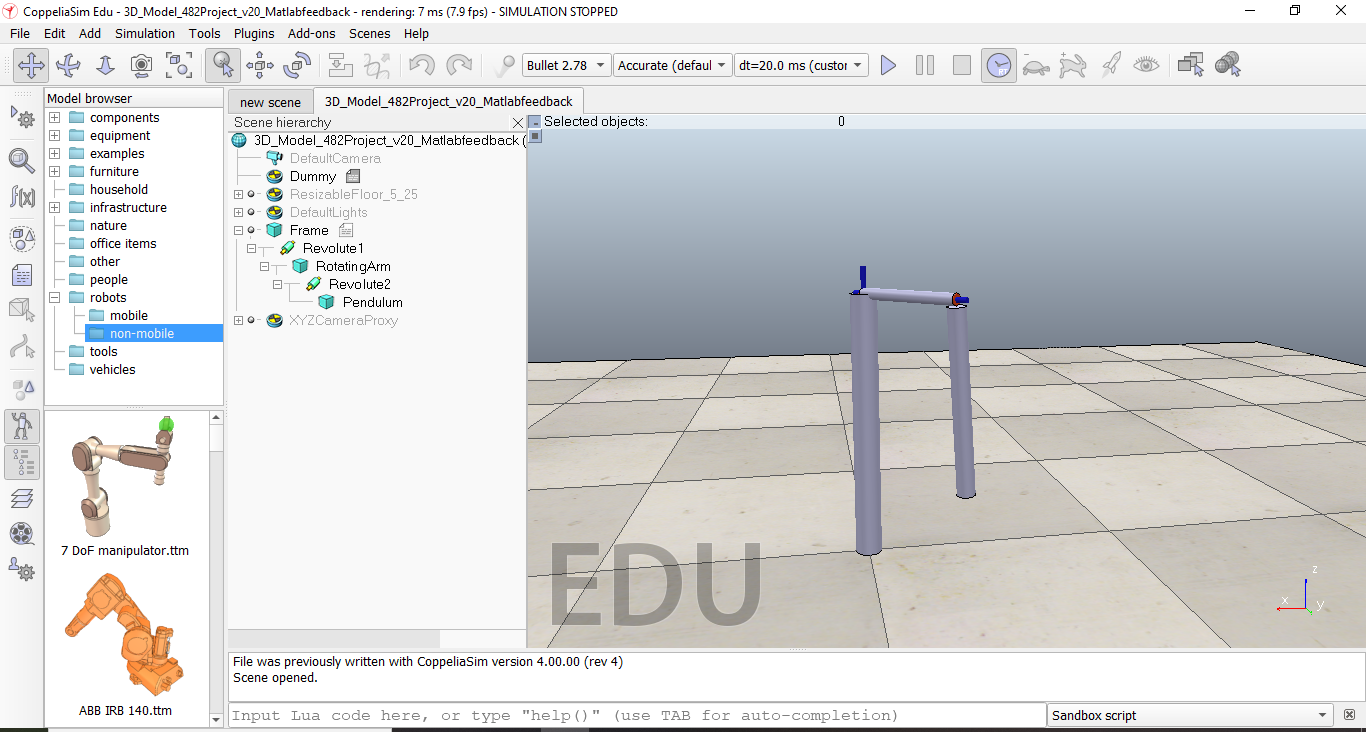 CoppeliaSim Edu - 3D_Model_482Project_v20_Matlabfeedback - rendering: 7 ms (7.9 fps) - SIMULATION STOPPED
File Edit Add Simulation Tools Plugins Add-ons Scenes Help
Bullet 2.78 Accurate (defaul dt=20.0 ms (custor
RT
Model browser
components
equipment
examples
furniture
household
infrastructure
nature
office items
other
people
robots
mobile
non-mobile
tools
vehicles
7 DoF manipulator.ttm
ABB IRB 140.ttm
f(x)
new scene 3D_Model_482Project_v20_Matlabfeedback
Scene hierarchy
3D_Model_482Project_v20_Matlabfeedback (
DefaultCamera
Dummy
ResizableFloor_5_25
DefaultLights
Frame
Revolute1
RotatingArm
Revolute2
Pendulum
XYZCameraProxy
Selected objects: 0
EDU
z
x
y
File was previously written with CoppeliaSim version 4.00.00 (rev 4)
Scene opened.
Input Lua code here, or type "help()" (use TAB for auto-completion)
Sandbox script